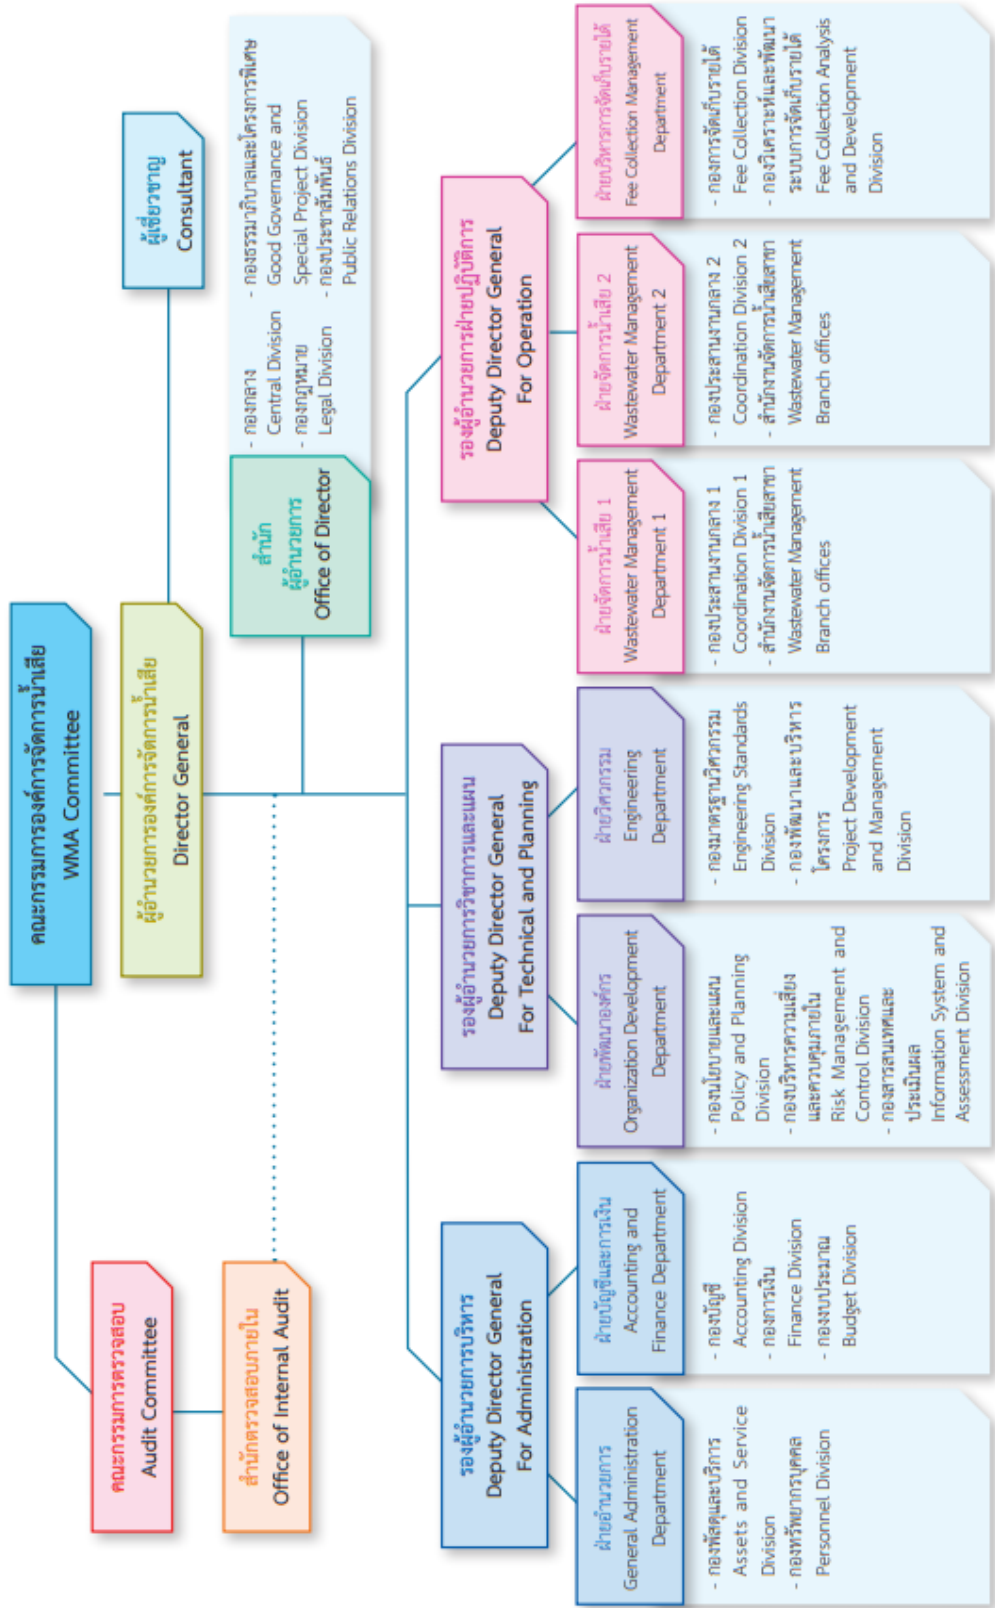 คณะกรรมการองค์การจัดการน้ำเสีย
WMA Committee
ผู้อำนวยการองค์การจัดการน้ำเสีย
Director General
ผู้เชี่ยวชาญ
Consultant
คณะกรรมการตรวจสอบ
Audit Committee
สำนักตรวจสอบภายใน
Office of Internal Audit
สำนัก
ผู้อำนวยการ
Office of Director
- กองกลาง
Central Division
- กองกฎหมาย
Legal Division
- กองธรรมาภิบาลและโครงการพิเศษ
Good Governance and
Special Project Division
- กองประชาสัมพันธ์
Public Relations Division
รองผู้อำนวยการบริหาร
Deputy Director General
For Administration
รองผู้อำนวยการวิชาการและแผน
Deputy Director General
For Technical and Planning
รองผู้อำนวยการฝ่ายปฏิบัติการ
Deputy Director General
For Operation
ฝ่ายอำนวยการ
General Administration
Department
- กองพัสดุและบริการ
Assets and Service
Division
- กองทรัพยากรบุคคล
Personnel Division
ฝ่ายบัญชีและการเงิน
Accounting and
Finance Department
- กองบัญชี
Accounting Division
- กองการเงิน
Finance Division
- กองงบประมาณ
Budget Division
ฝ่ายพัฒนาองค์กร
Organization Development
Department
- กองนโยบายและแผน
Policy and Planning
Division
- กองบริหารความเสี่ยง
และควบคุมภายใน
Risk Management and
Control Division
- กองสารสนเทศและ
ประเมินผล
Information System and
Assessment Division
ฝ่ายวิศวกรรม
Engineering
Department
- กองมาตรฐานวิศวกรรม
Engineering Standards
Division
- กองพัฒนาและบริหาร
โครงการ
Project Development
and Management
Division
ฝ่ายจัดการน้ำเสีย 1
Wastewater Management
Department 1
- กองประสานงานกลาง 1
Coordination Division 1
- สำนักงานจัดการน้ำเสียสาขา
Wastewater Management
Branch offices
ฝ่ายจัดการน้ำเสีย 2
Wastewater Management
Department 2
- กองประสานงานกลาง 2
Coordination Division 2
- สำนักงานจัดการน้ำเสียสาขา
Wastewater Management
Branch offices
ฝ่ายบริหารการจัดเก็บรายได้
Fee Collection Management
Department
- กองการจัดเก็บรายได้
Fee Collection Division
- กองวิเคราะห์และพัฒนา
ระบบการจัดเก็บรายได้
Fee Collection Analysis
and Development
Division